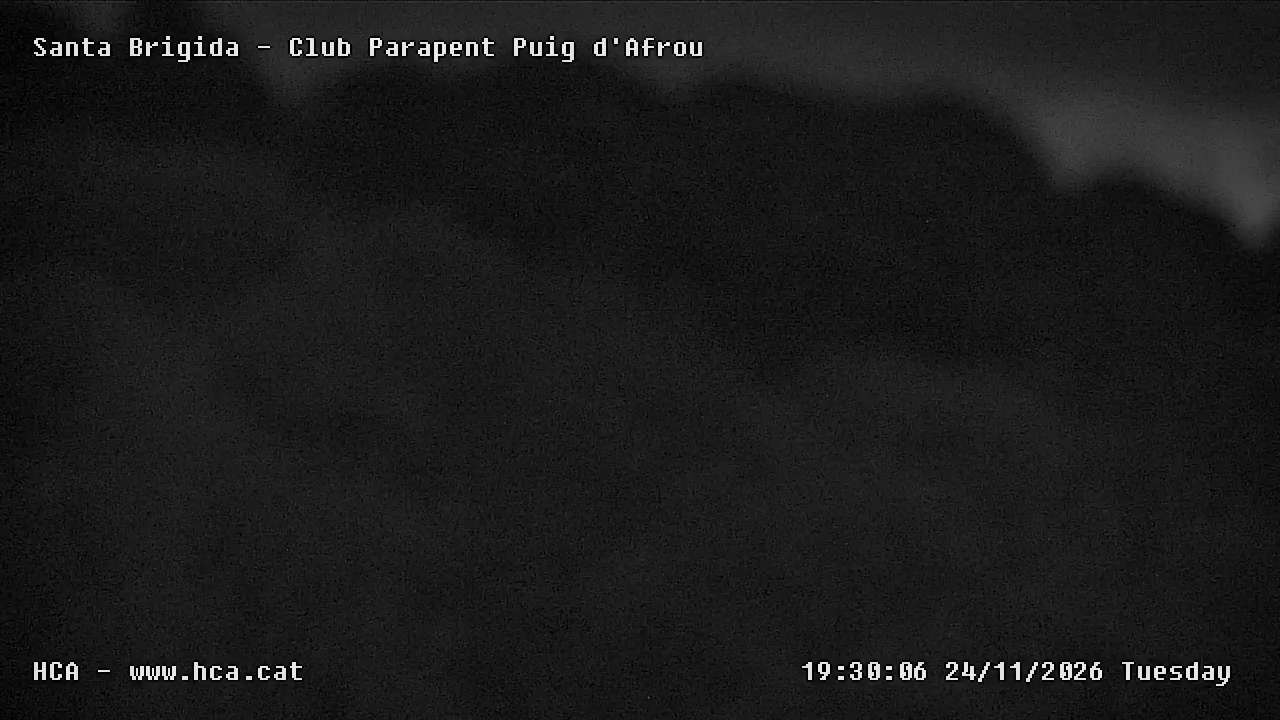 Santa Brigida - Club Parapent Puig d'Afrou
HCA - www.hca.cat
19:30:06 24/11/2026 Tuesday